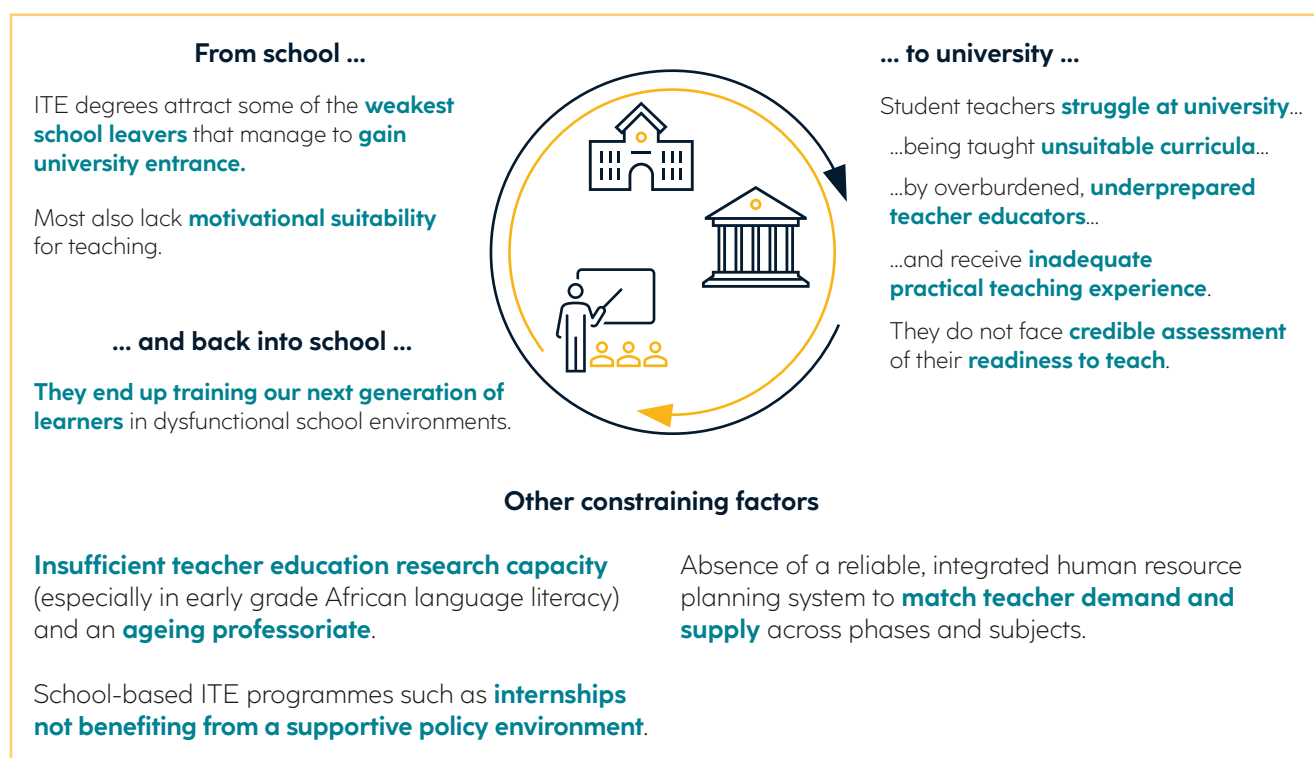 From school ...
ITE degrees attract some of the weakest
school leavers that manage to gain
university entrance.
Most also lack motivational suitability
for teaching.
... to university ...
Student teachers struggle at university...
...being taught unsuitable curricula...
...by overburdened, underprepared
teacher educators...
...and receive inadequate
practical teaching experience.
They do not face credible assessment
of their readiness to teach.
... and back into school ...
They end up training our next generation of
learners in dysfunctional school environments.
Other constraining factors
Insufficient teacher education research capacity
(especially in early grade African language literacy)
and an ageing professoriate.
School-based ITE programmes such as internships
not benefiting from a supportive policy environment.
Absence of a reliable, integrated human resource
planning system to match teacher demand and
supply across phases and subjects.